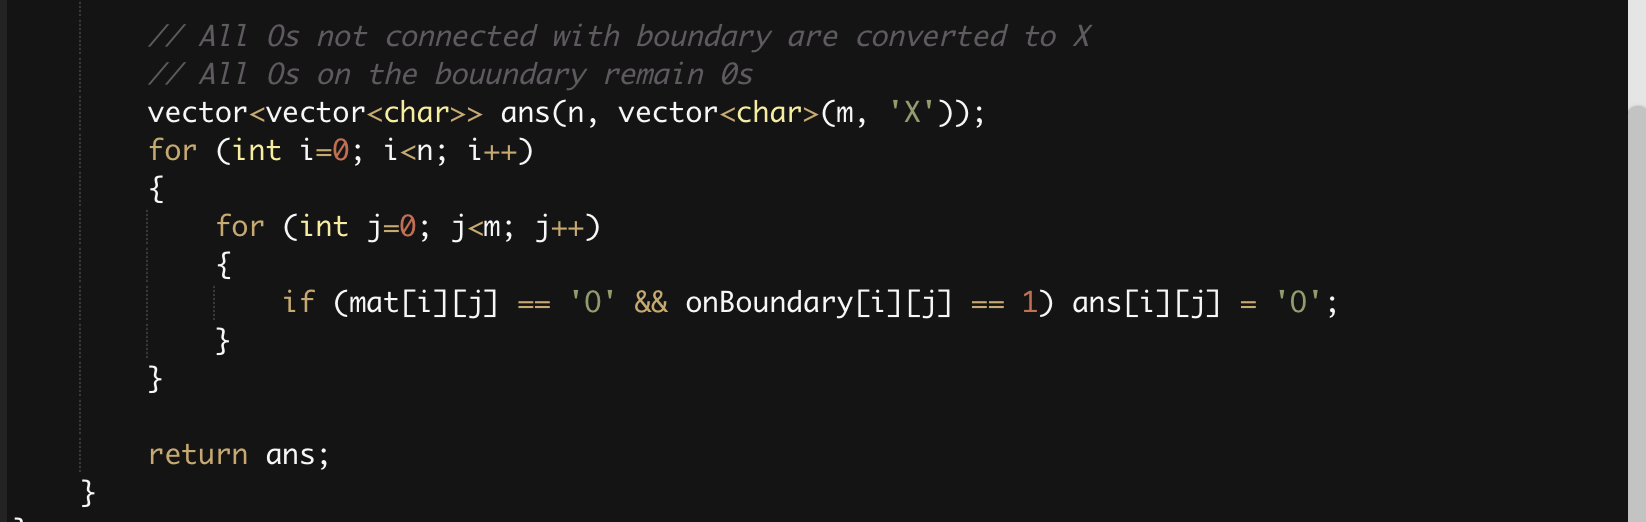 // All Os not connected with boundary are converted to X
// All Os on the bouundary remain 0s
vector<vector<char>> ans(n, vector<char>(m, 'X'));
for (int i=0; i<n; i++)
{
for (int j=0; j<m; j++)
{
if (mat[i][j] == 'O' && onBoundary[i][j] == 1) ans[i][j] = 'O';
}
}
return ans;
}